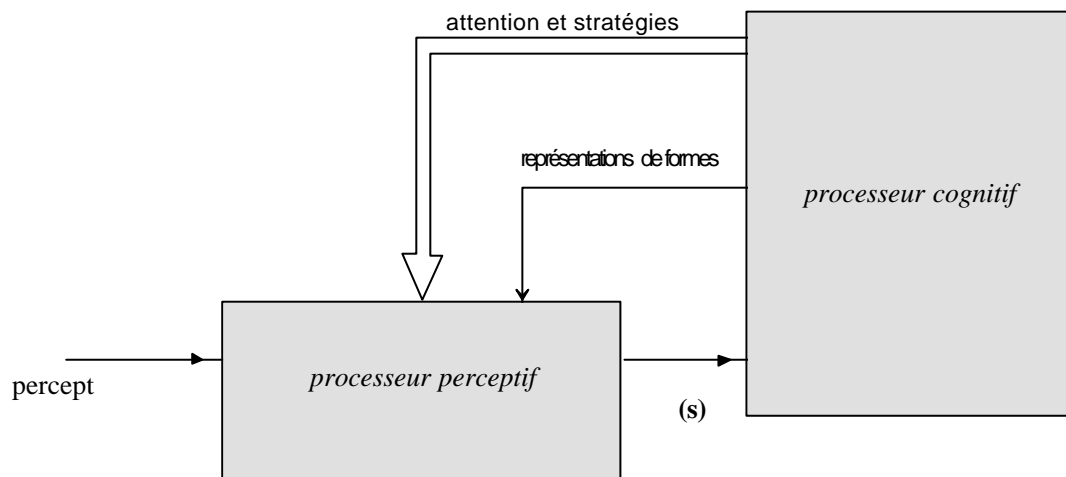 attention et stratégies
représentations de formes
processeur cognitif
processeur perceptif
percept
(s)